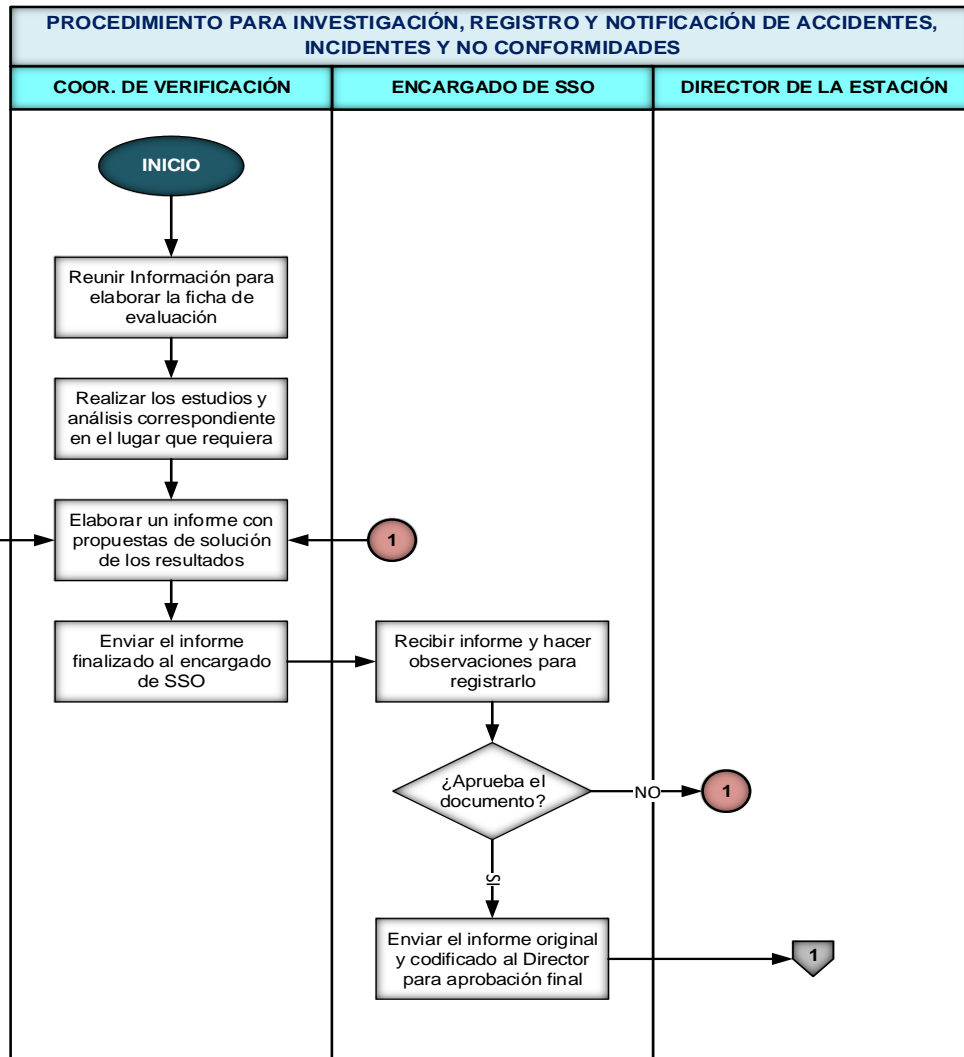 PROCEDIMIENTO PARA INVESTIGACIÓN, REGISTRO Y NOTIFICACIÓN DE ACCIDENTES,
INCIDENTES Y NO CONFORMIDADES
COOR. DE VERIFICACIÓN
ENCARGADO DE SSO
DIRECTOR DE LA ESTACIÓN
INICIO
Reunir Información para
elaborar la ficha de
evaluación
Realizar los estudios y
análisis correspondiente
en el lugar que requiera
Elaborar un informe con
propuestas de solución
de los resultados
1
Enviar el informe
finalizado al encargado
de SSO
Recibir informe y hacer
observaciones para
registrarlo
¿Aprueba el
documento?
NO
1
SI
Enviar el informe original
y codificado al Director
para aprobación final
1